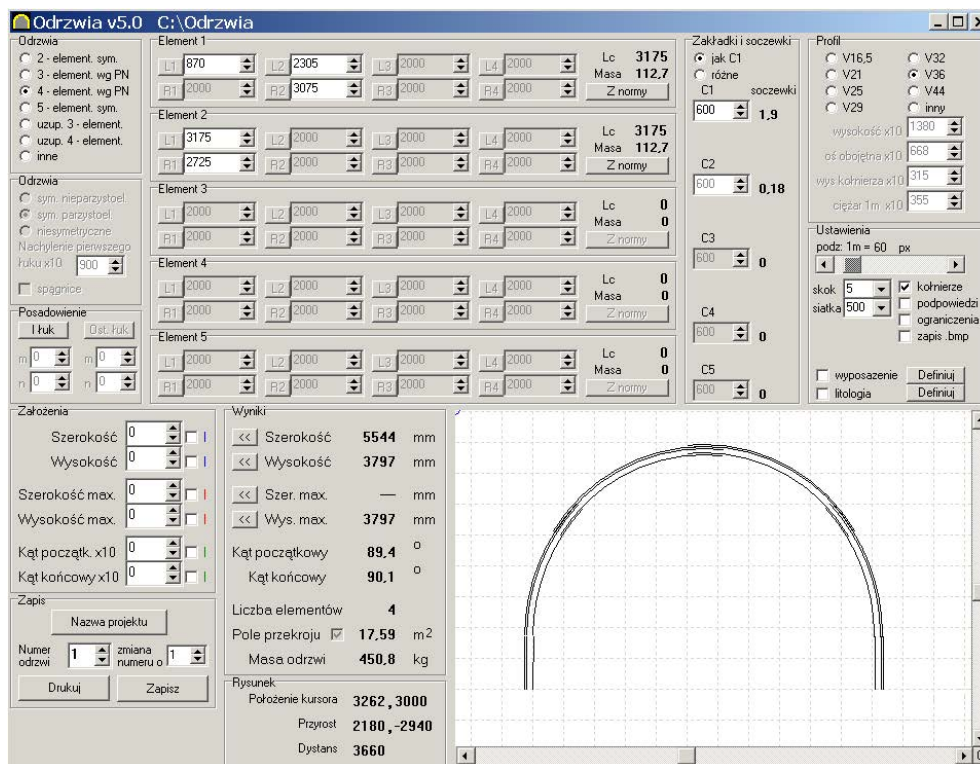 Odrzwia v5.0 C:\Odrzwia
Odrzwia
2 - element. sym.
3 - element. wg PN
4 - element. wg PN
5 - element. sym.
uzup. 3 - element.
uzup. 4 - element.
inne
Odrzwia
sym. nieparzystoel.
sym. parzystoel.
niesymetryczne
Nachylenie pierwszego
łuku x10 900
spągnice
Posadowienie
I łuk Ost. łuk
m 0 m 0
n 0 n 0
Element 1
L1 870 L2 2305 L3 2000 L4 2000 Lc 3175
Masa 112,7
R1 2000 R2 3075 R3 2000 R4 2000 Z normy
Element 2
L1 3175 L2 2000 L3 2000 L4 2000 Lc 3175
Masa 112,7
R1 2725 R2 2000 R3 2000 R4 2000 Z normy
Element 3
L1 2000 L2 2000 L3 2000 L4 2000 Lc 0
Masa 0
R1 2000 R2 2000 R3 2000 R4 2000 Z normy
Element 4
L1 2000 L2 2000 L3 2000 L4 2000 Lc 0
Masa 0
R1 2000 R2 2000 R3 2000 R4 2000 Z normy
Element 5
L1 2000 L2 2000 L3 2000 L4 2000 Lc 0
Masa 0
R1 2000 R2 2000 R3 2000 R4 2000 Z normy
Zakładki i soczewki
jak C1
różne
C1 soczewki
600 1,9
C2
600 0,18
C3
600 0
C4
600 0
C5
600 0
Profil
V16,5 V32
V21 V36
V25 V44
V29 inny
wysokość x10 1380
oś obojętna x10 668
wys kołnierza x10 315
ciężar 1m. x10 355
Ustawienia
podz: 1m = 60 px
skok 5 kołnierze
siatka 500 podpowiedzi
ograniczenia
zapis .bmp
wyposazenie Definiuj
litologia Definiuj
Założenia
Szerokość 0
Wysokość 0
Szerokość max. 0
Wysokość max. 0
Kąt początk. x10 0
Kąt końcowy x10 0
Zapis
Nazwa projektu
Numer odrzwi 1 zmiana numeru o 1
Drukuj Zapisz
Wyniki
<< Szerokość 5544 mm
<< Wysokość 3797 mm
<< Szer. max. — mm
<< Wys. max. 3797 mm
Kąt początkowy 89,4 o
Kąt końcowy 90,1 o
Liczba elementów 4
Pole przekroju 17,59 m2
Masa odrzwi 450,8 kg
Rysunek
Położenie kursora 3262,3000
Przyrost 2180,-2940
Dystans 3660